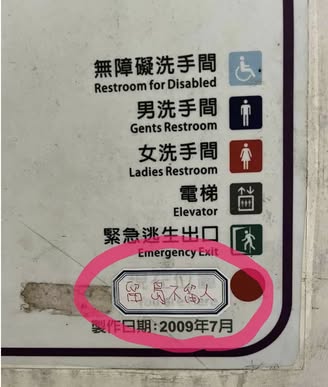 無障礙洗手間
Restroom for Disabled
男洗手間
Gents Restroom
女洗手間
Ladies Restroom
電梯
Elevator
緊急逃生出口
Emergency Exit
留島不留人
製作日期:2009年7月